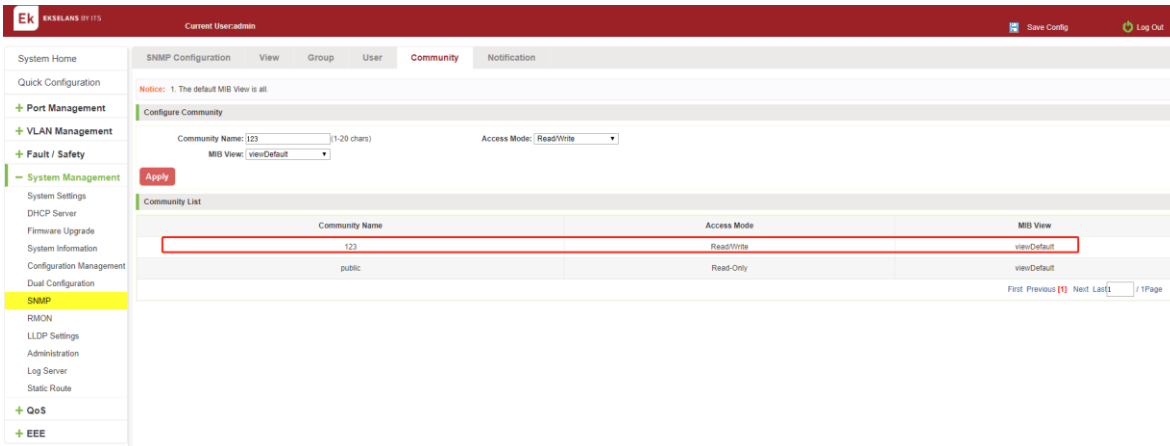 Ek EKSELANS BY ITS
Current User:admin
Save Config
Log Out
System Home
Quick Configuration
+ Port Management
+ VLAN Management
+ Fault / Safety
− System Management
System Settings
DHCP Server
Firmware Upgrade
System Information
Configuration Management
Dual Configuration
SNMP
RMON
LLDP Settings
Administration
Log Server
Static Route
+ QoS
+ EEE
SNMP Configuration View Group User Community Notification
Notice: 1. The default MIB View is all.
Configure Community
Community Name: 123 (1-20 chars) Access Mode: Read/Write
MIB View: viewDefault
Apply
Community List
Community Name Access Mode MIB View
123 Read/Write viewDefault
public Read-Only viewDefault
First Previous [1] Next Last 1 / 1Page